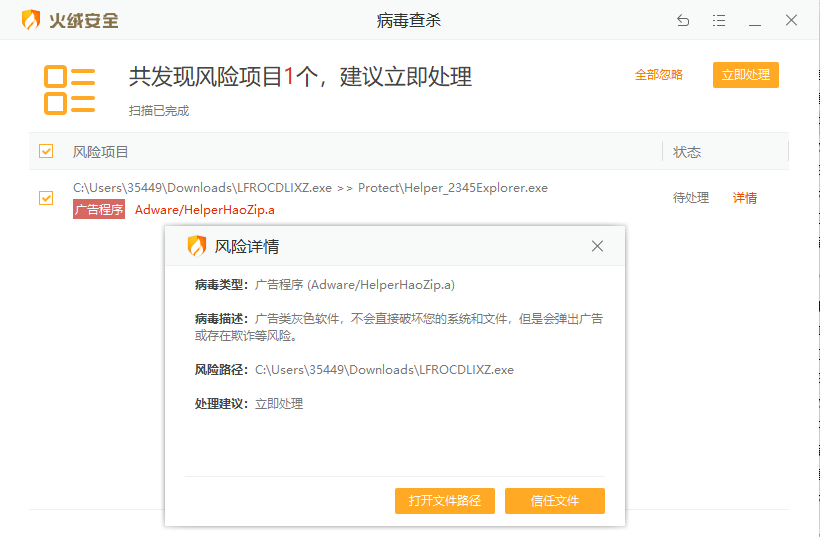 火绒安全
病毒查杀
共发现风险项目1个，建议立即处理
全部忽略
立即处理
扫描已完成
风险项目
状态
C:\Users\35449\Downloads\LFROCDLIXZ.exe >> Protect\Helper_2345Explorer.exe
广告程序 Adware/HelperHaoZip.a
待处理
详情
风险详情
病毒类型：广告程序 (Adware/HelperHaoZip.a)
病毒描述：广告类灰色软件，不会直接破坏您的系统和文件，但是会弹出广告
或存在欺诈等风险。
风险路径：C:\Users\35449\Downloads\LFROCDLIXZ.exe
处理建议：立即处理
打开文件路径
信任文件